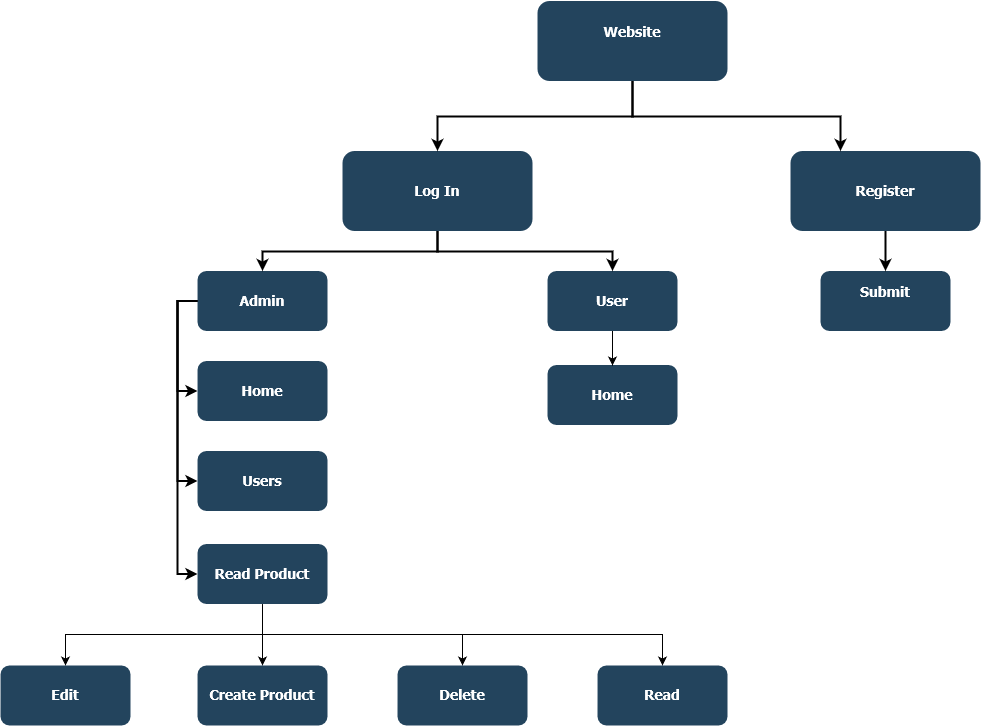 Website
Log In
Register
Admin
User
Submit
Home
Home
Users
Read Product
Edit
Create Product
Delete
Read